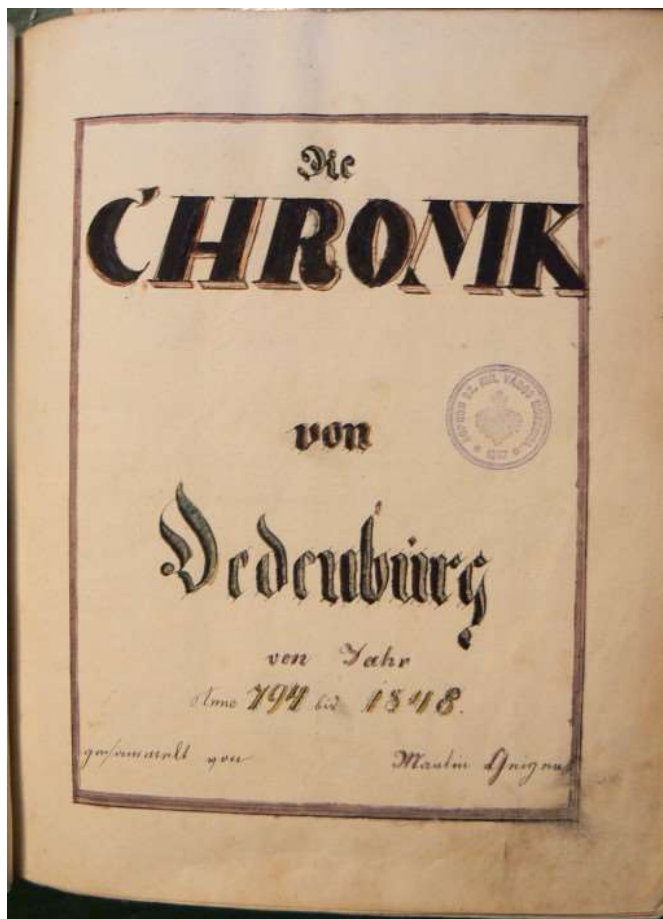 Die
CHRONIK
von
Oedenburg
von Jahr
Anno 794 bis 1848.
gesammelt von Martin